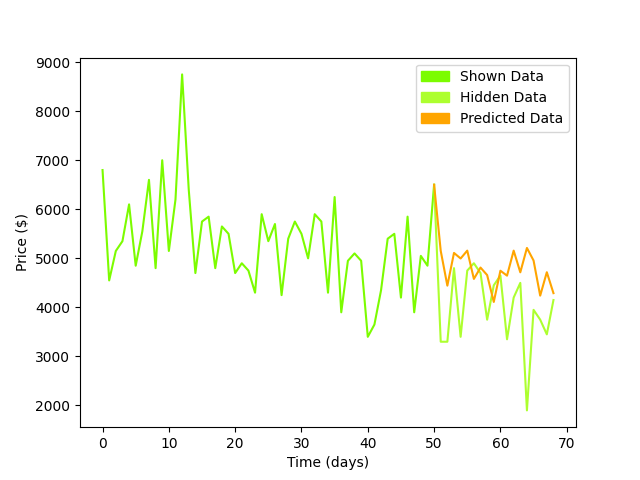 9000
8000
7000
6000
5000
4000
3000
2000
Price ($)
0 10 20 30 40 50 60 70
Time (days)
Shown Data
Hidden Data
Predicted Data